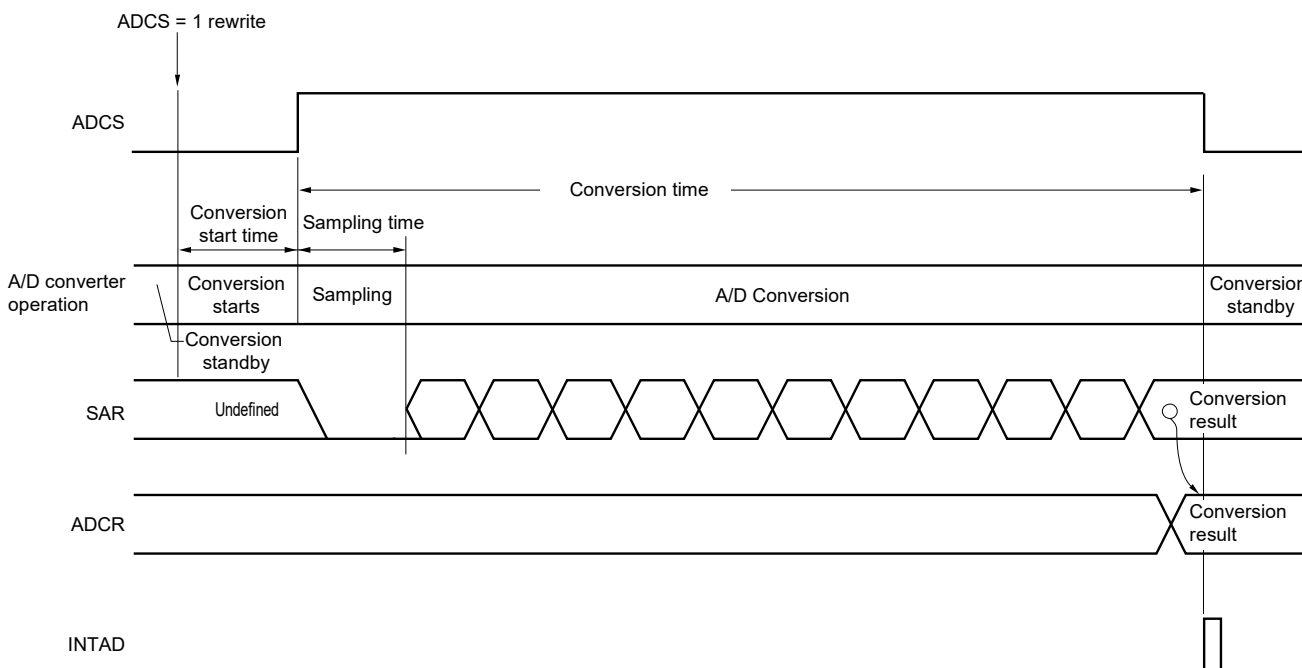 ADCS = 1 rewrite
ADCS
Conversion time
Conversion
start time
Sampling time
A/D converter
operation
Conversion
starts
Sampling
A/D Conversion
Conversion
standby
Conversion
standby
SAR
Undefined
Conversion
result
ADCR
Conversion
result
INTAD